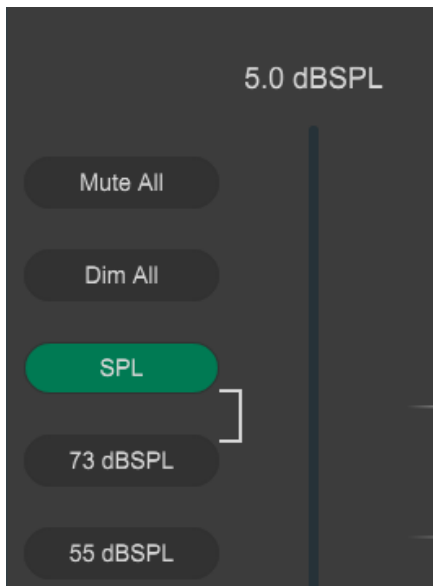 5.0 dBSPL
Mute All
Dim All
SPL
73 dBSPL
55 dBSPL